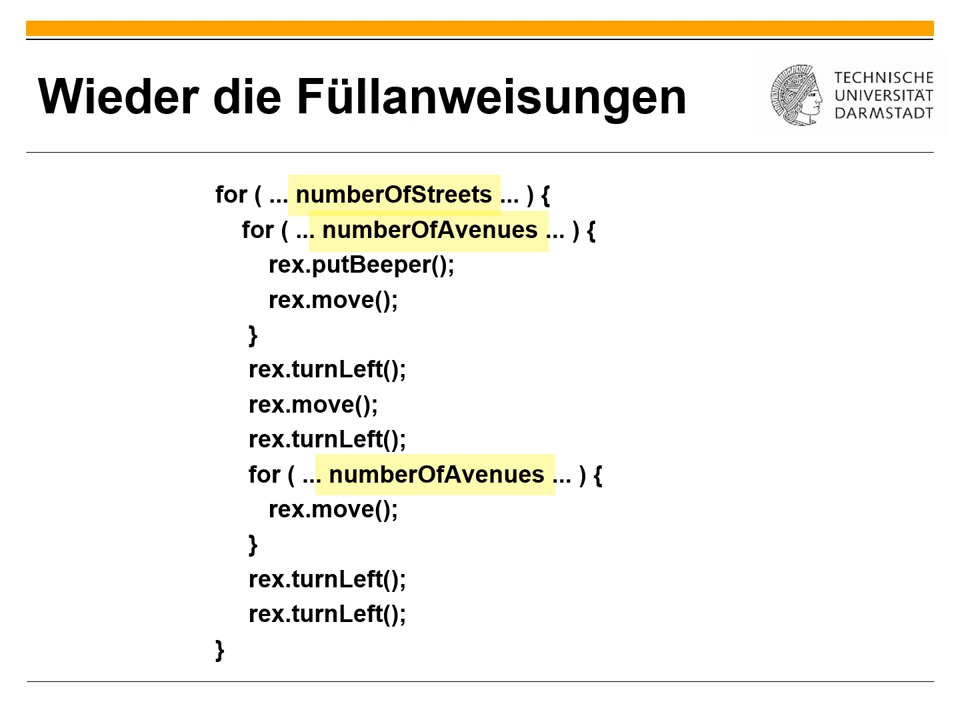 Wieder die Füllanweisungen
TECHNISCHE
UNIVERSITÄT
DARMSTADT
for ( ... numberOfStreets ... ) {
for ( ... numberOfAvenues ... ) {
rex.putBeeper();
rex.move();
}
rex.turnLeft();
rex.move();
rex.turnLeft();
for ( ... numberOfAvenues ... ) {
rex.move();
}
rex.turnLeft();
rex.turnLeft();
}